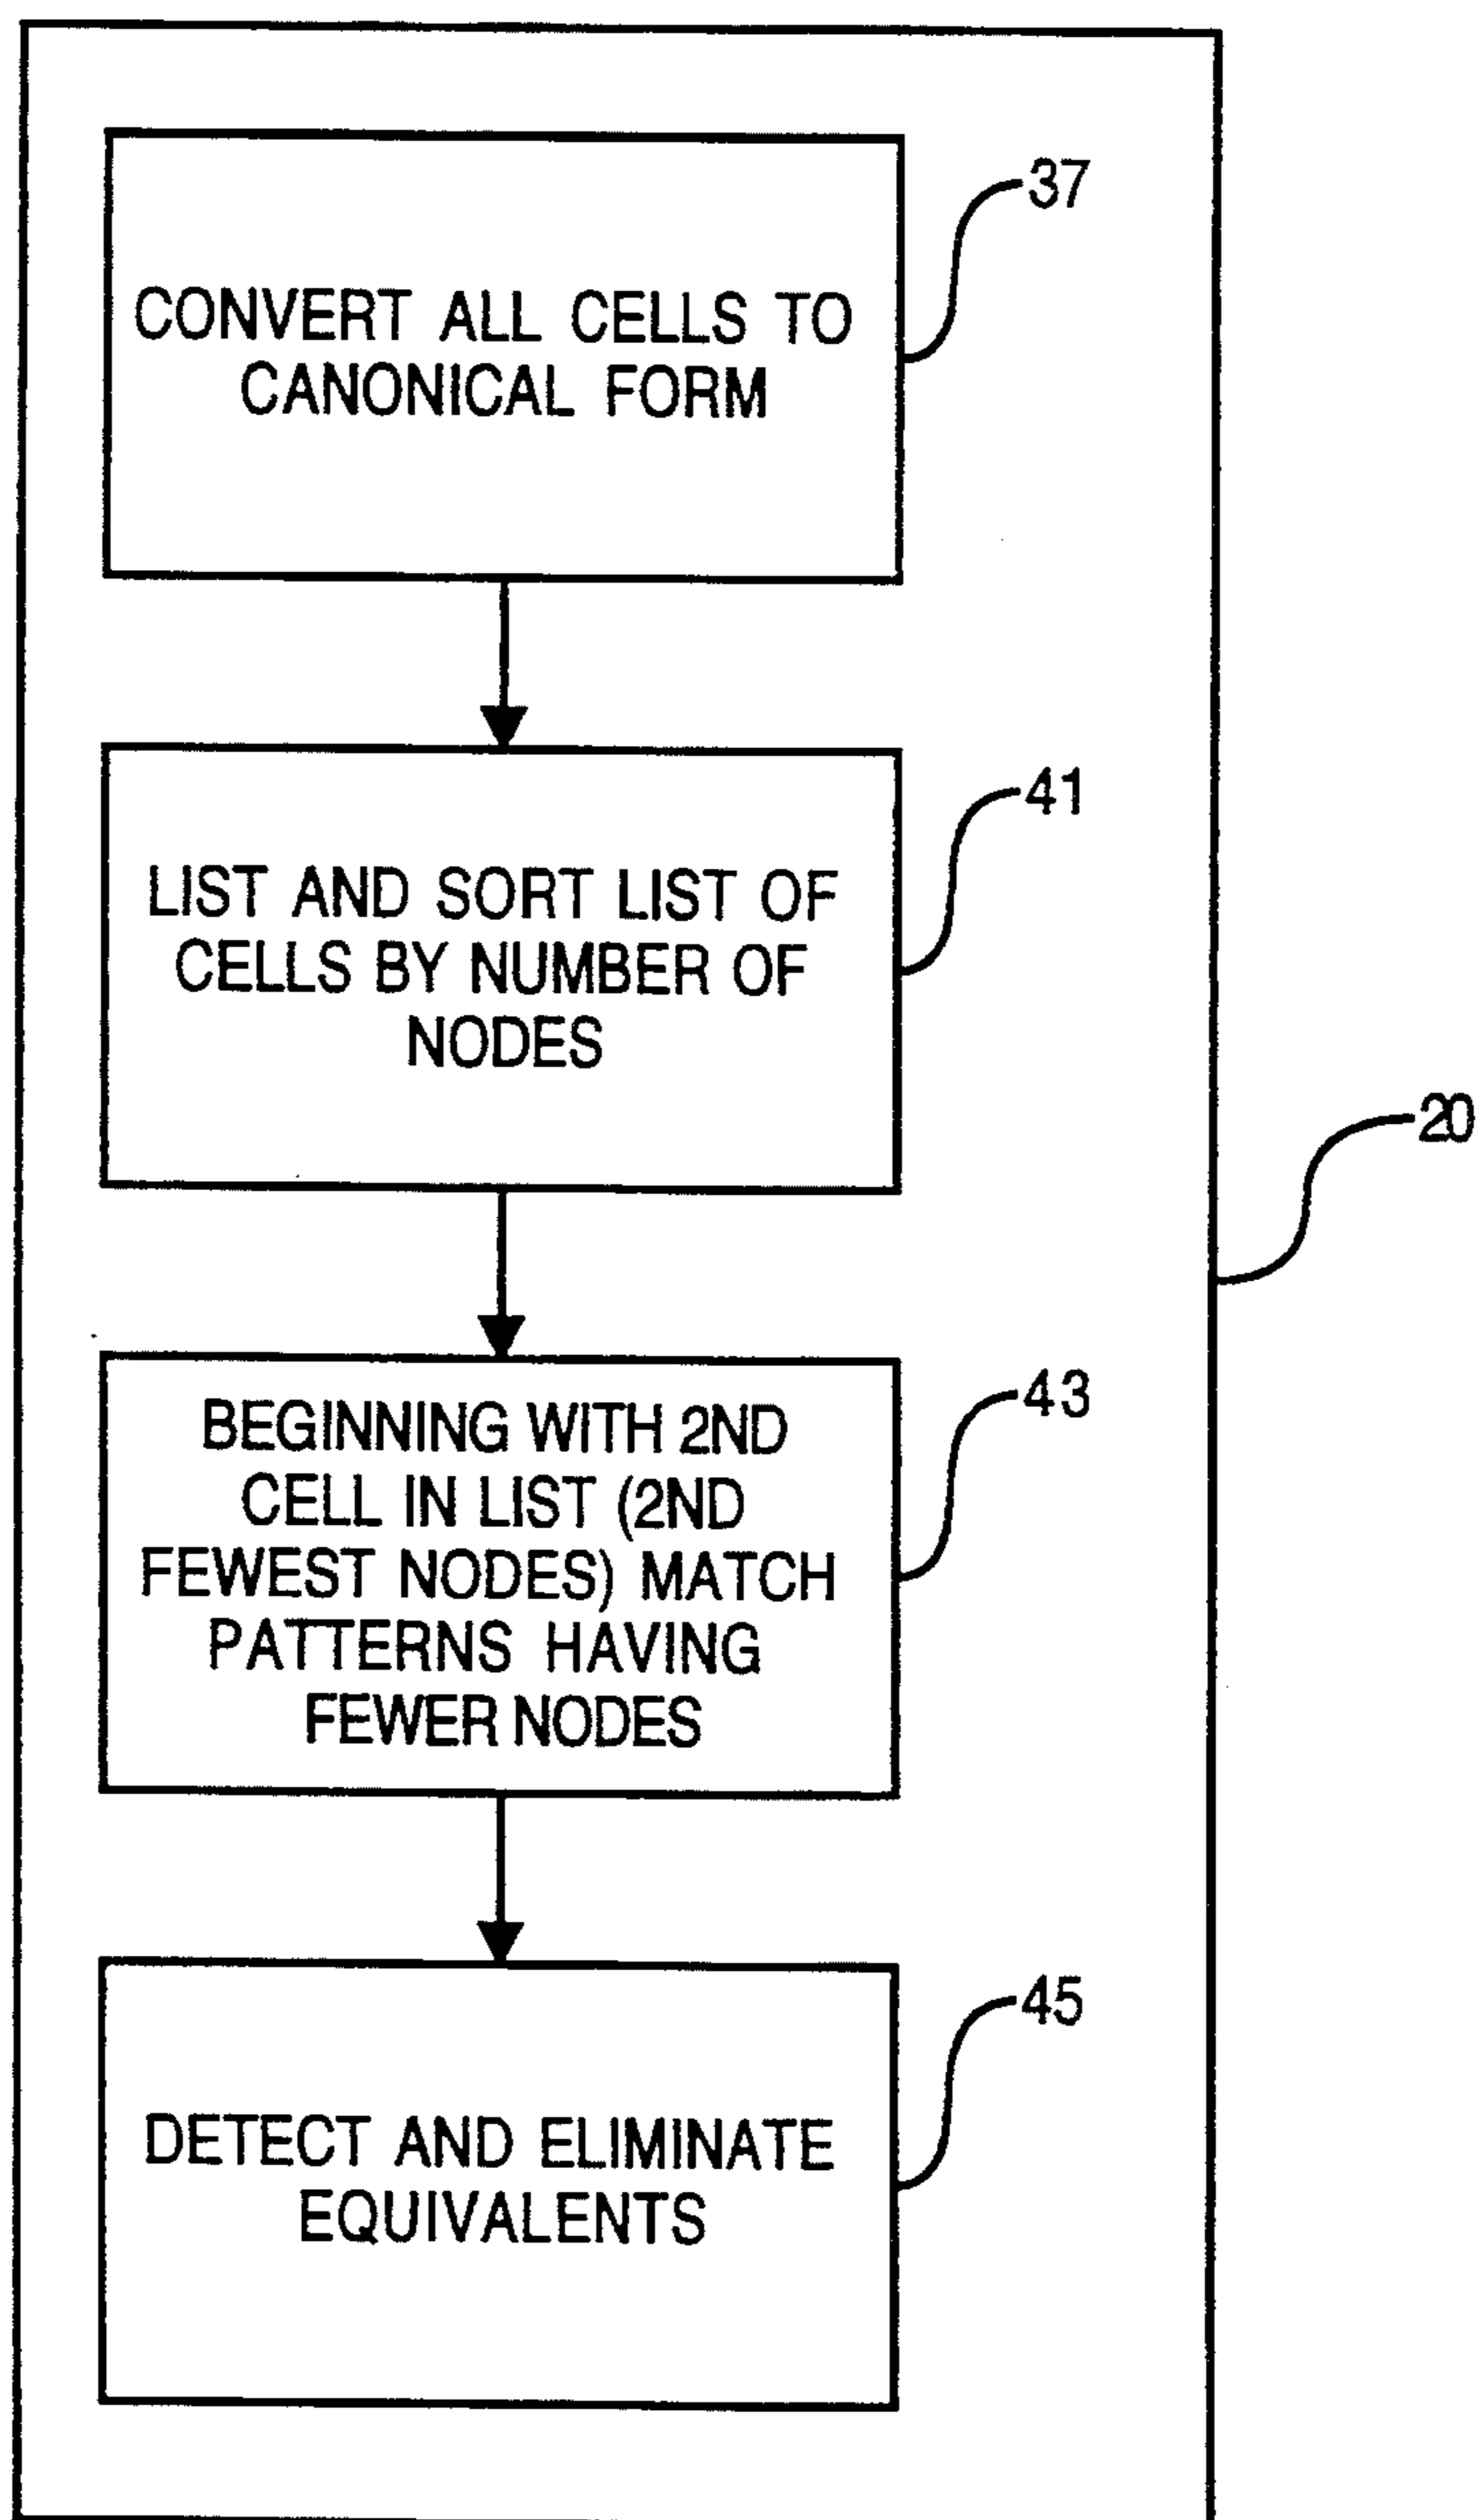 CONVERT ALL CELLS TO
CANONICAL FORM
37
LIST AND SORT LIST OF
CELLS BY NUMBER OF
NODES
41
20
BEGINNING WITH 2ND
CELL IN LIST (2ND
FEWEST NODES) MATCH
PATTERNS HAVING
FEWER NODES
43
DETECT AND ELIMINATE
EQUIVALENTS
45